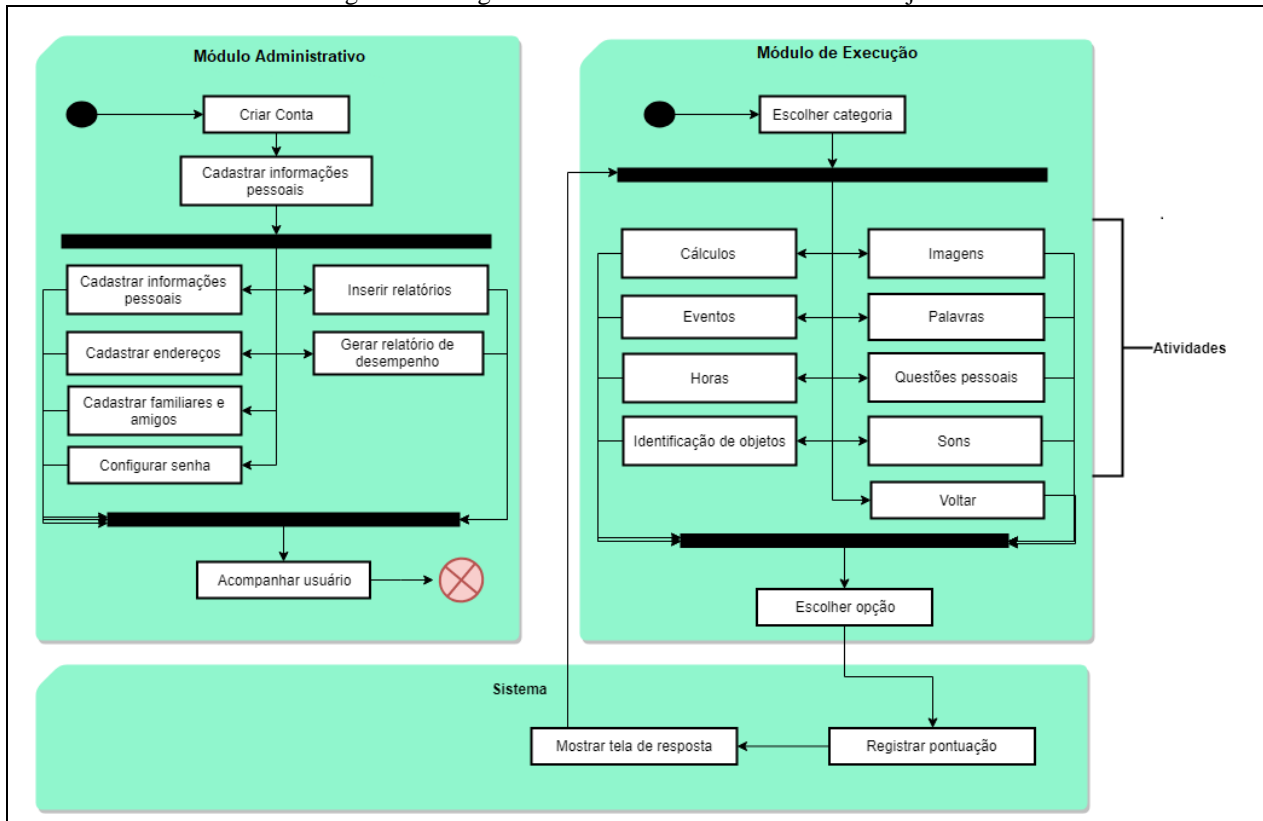 Módulo Administrativo
Criar Conta
Cadastrar informações
pessoais
Cadastrar informações
pessoais
Inserir relatórios
Cadastrar endereços
Gerar relatório de
desempenho
Cadastrar familiares e
amigos
Configurar senha
Acompanhar usuário
Módulo de Execução
Escolher categoria
Cálculos
Imagens
Eventos
Palavras
Horas
Questões pessoais
Identificação de objetos
Sons
Voltar
Atividades
Escolher opção
Sistema
Mostrar tela de resposta
Registrar pontuação